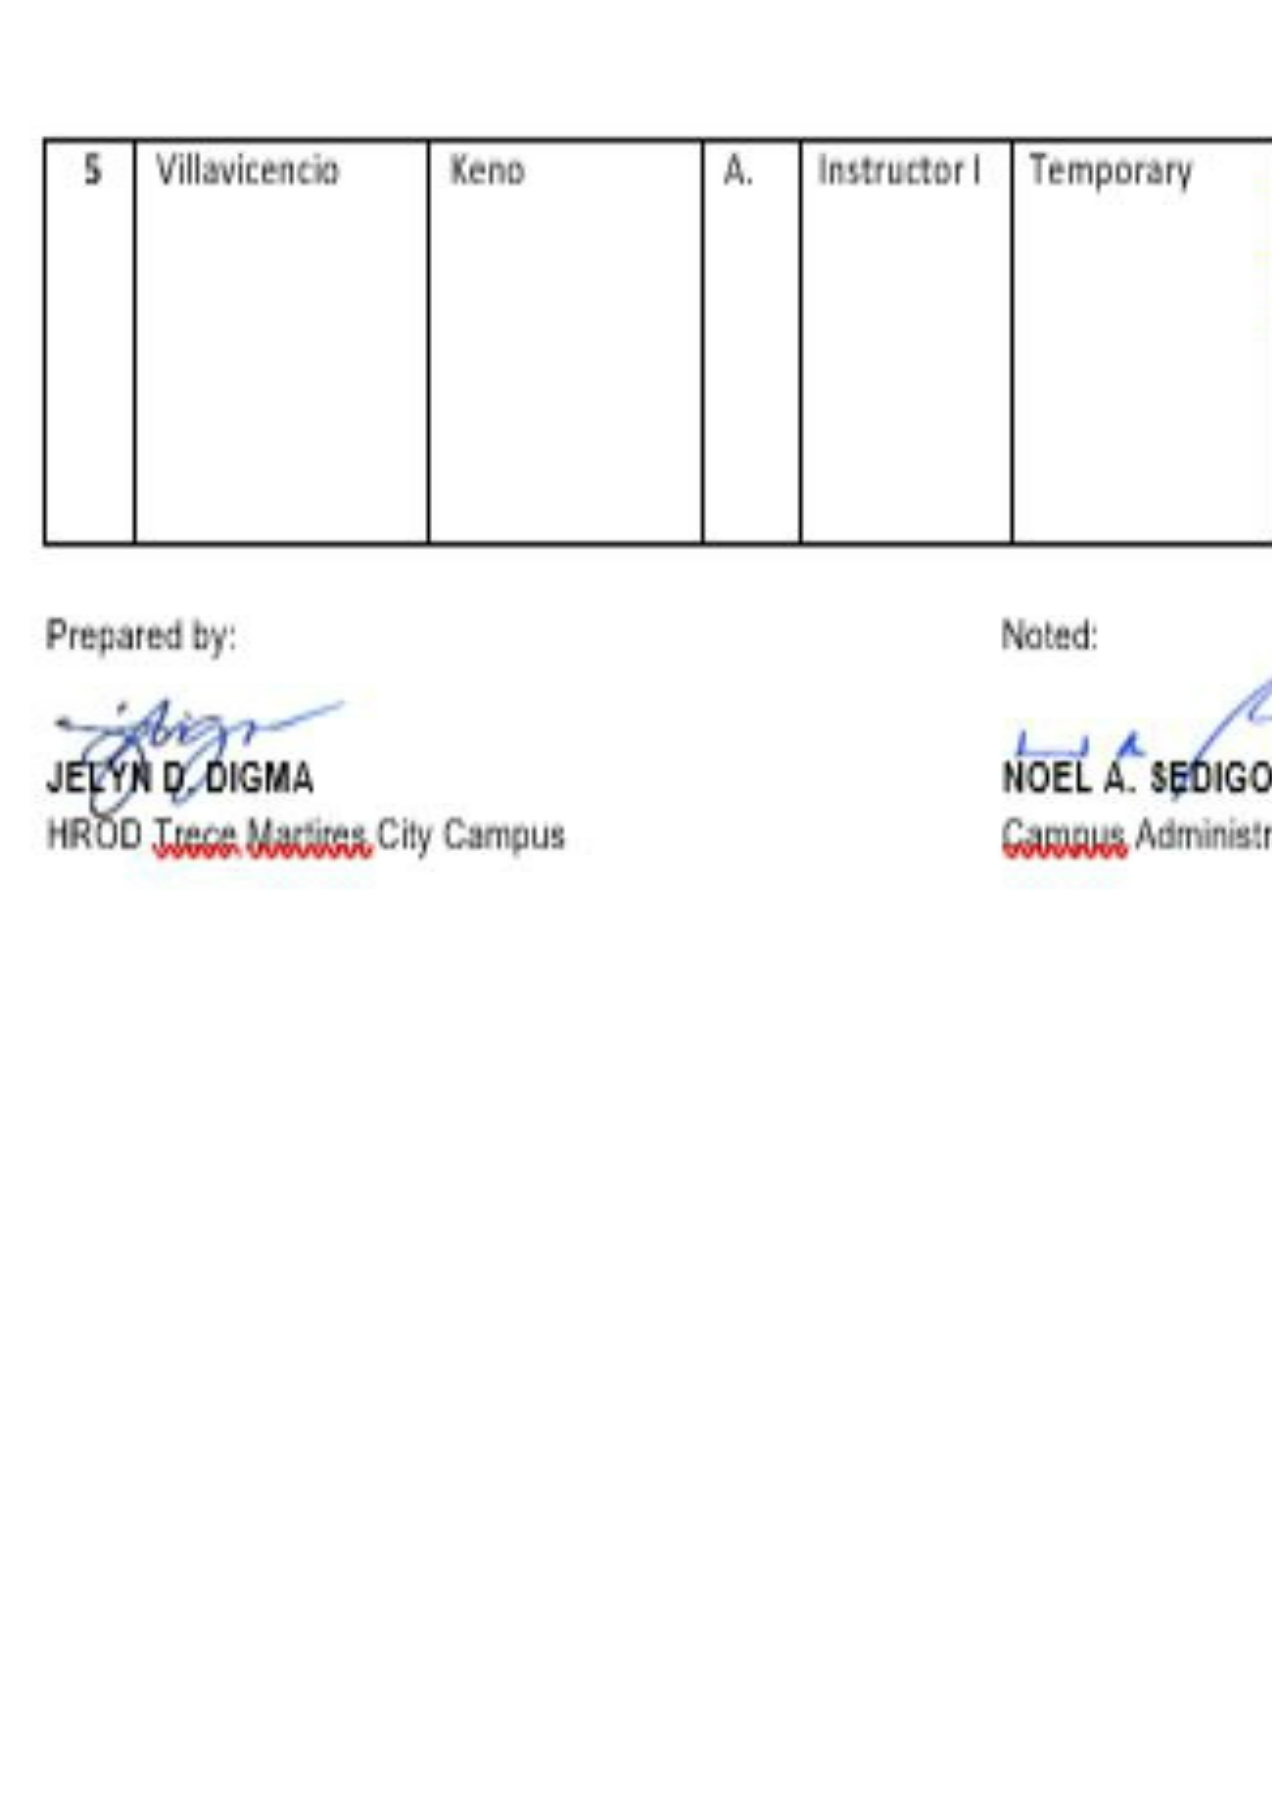 5 Villavicencio Keno A. Instructor I Temporary
Prepared by: Noted:
JELYN D. DIGMA NOEL A. SEDIGO
HROD Trece Martires City Campus Campus Administr